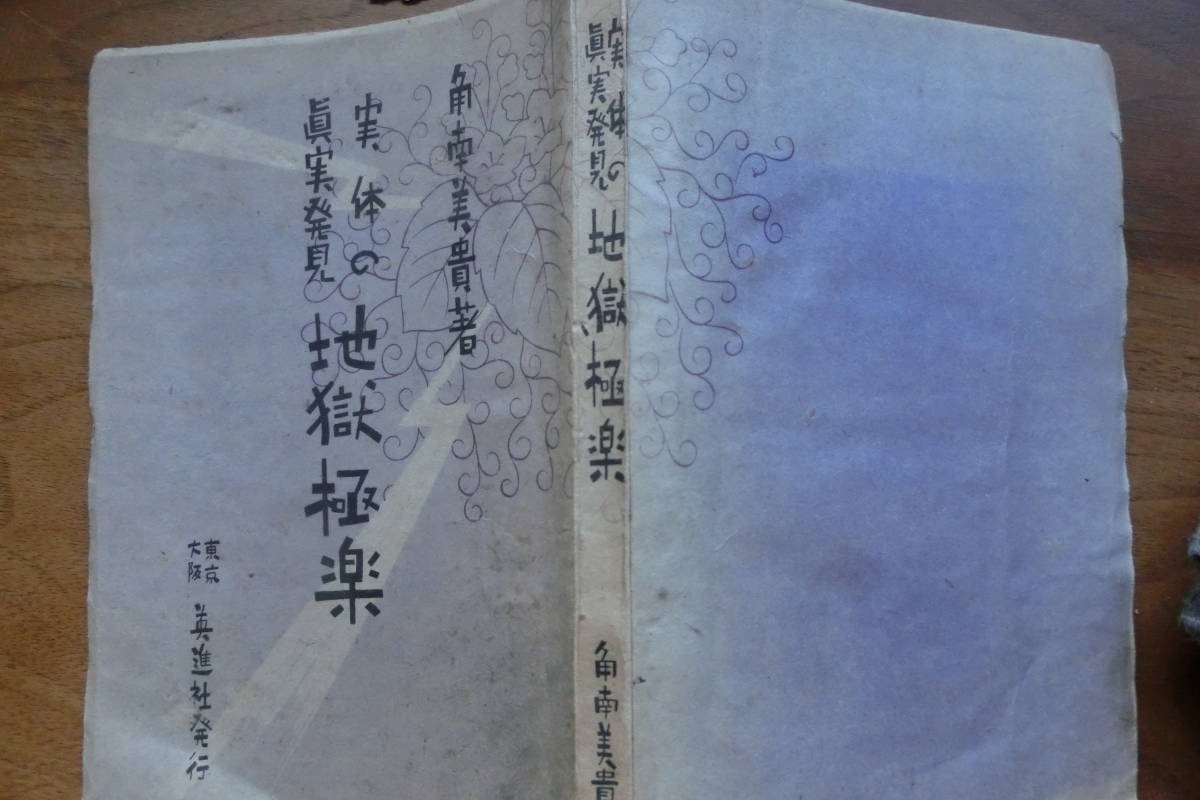 角南美貴著
実体の
眞実発見
地獄極楽
東京
大阪
英進社発行
実体の
眞実発見
地獄極楽
角南美貴